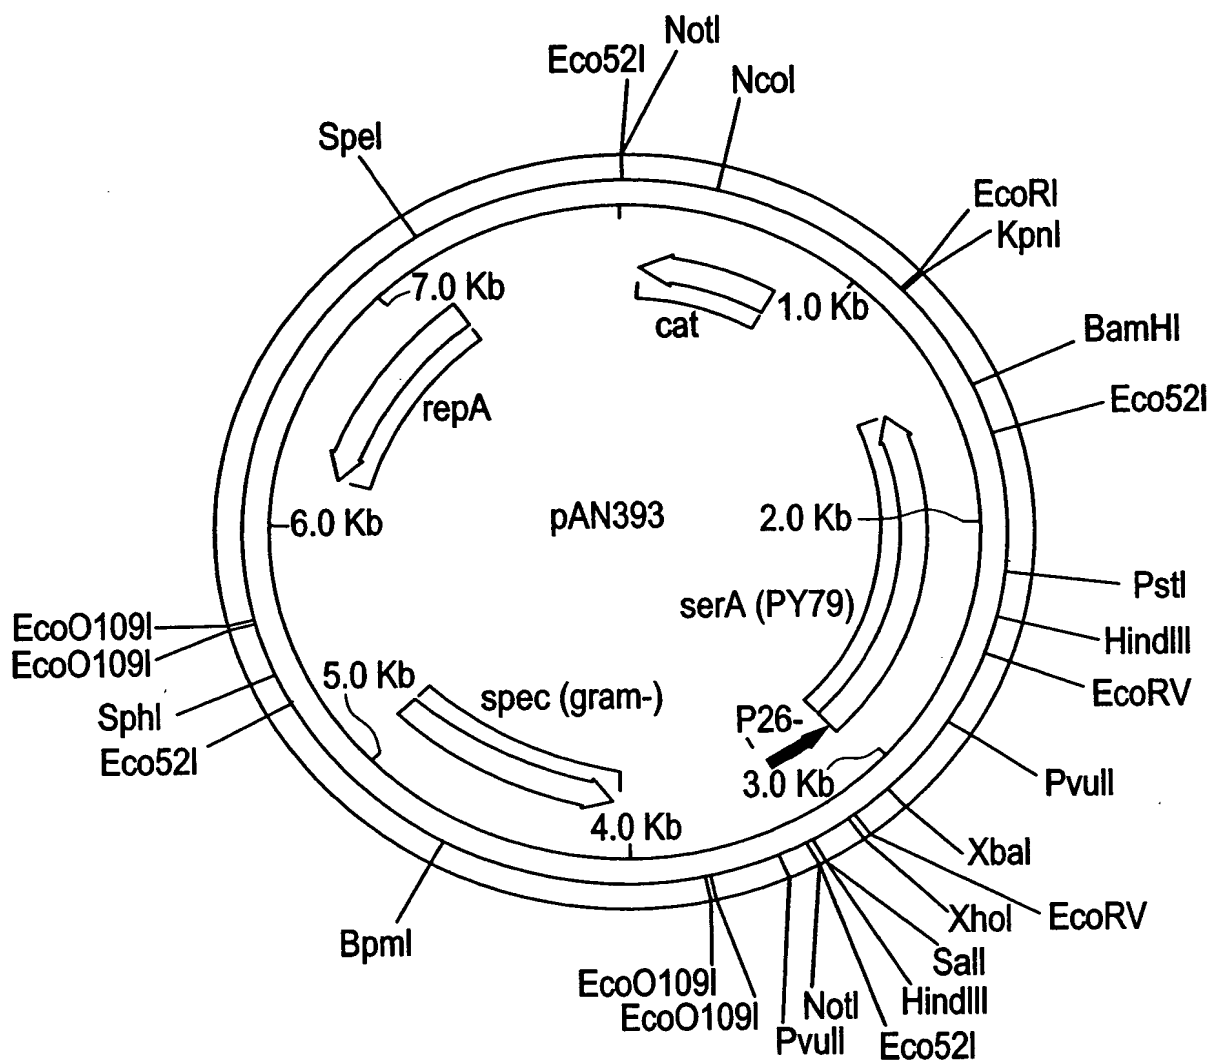 NotI
Eco52I
NcoI
SpeI
EcoRI
KpnI
7.0 Kb
1.0 Kb
cat
BamHI
Eco52I
repA
6.0 Kb
pAN393
2.0 Kb
PstI
serA (PY79)
EcoO109I
HindIII
EcoO109I
5.0 Kb
spec (gram-)
EcoRV
SphI
P26-
Eco52I
3.0 Kb
PvuII
4.0 Kb
XbaI
XhoI
EcoRV
BpmI
SalI
EcoO109I
HindIII
NotI
EcoO109I
PvuII
Eco52I